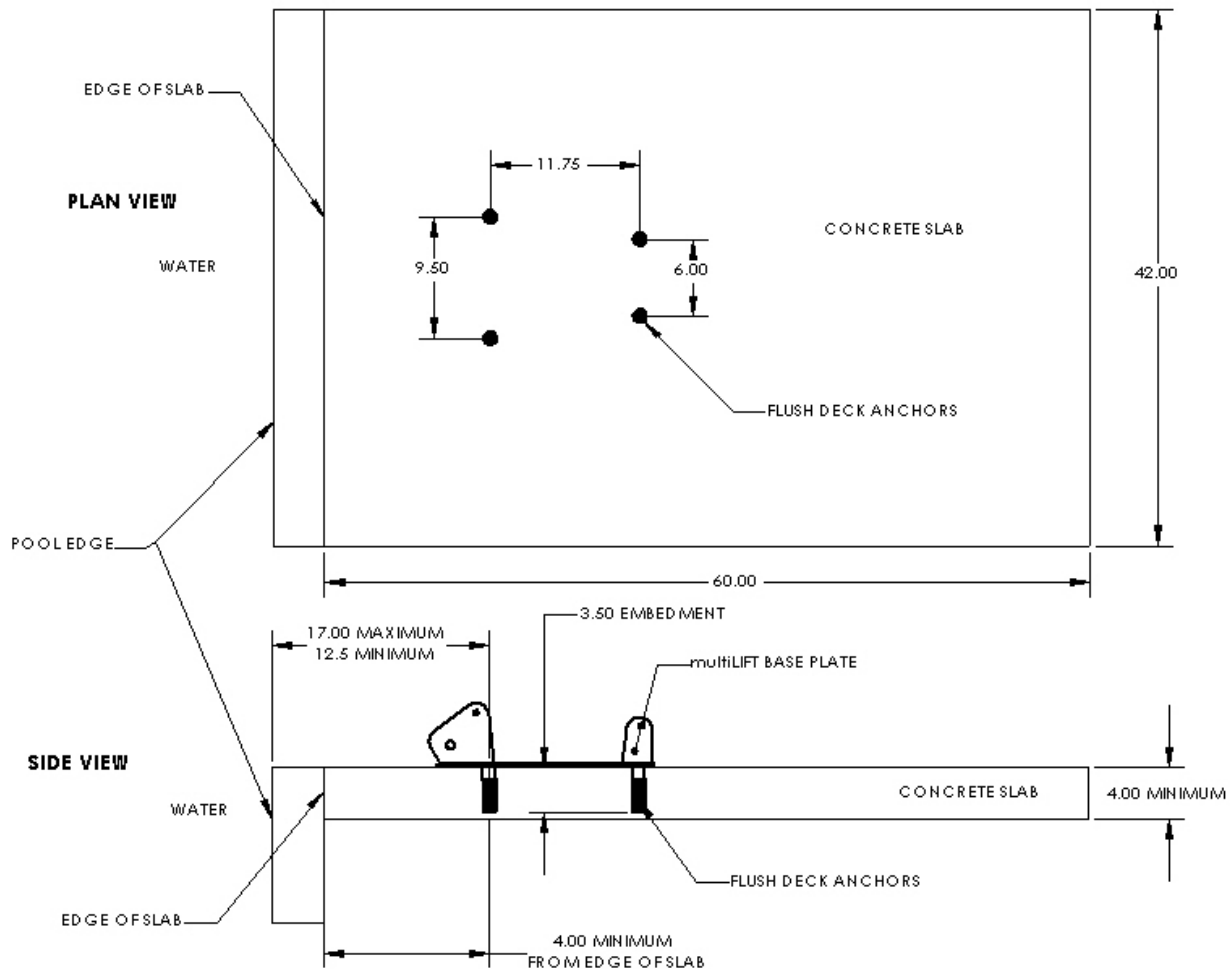 EDGE OF SLAB
11.75
PLAN VIEW
CONCRETE SLAB
WATER
9.50
6.00
42.00
FLUSH DECK ANCHORS
POOL EDGE
60.00
3.50 EMBEDMENT
17.00 MAXIMUM
12.5 MINIMUM
multiLIFT BASE PLATE
SIDE VIEW
CONCRETE SLAB
4.00 MINIMUM
WATER
FLUSH DECK ANCHORS
EDGE OF SLAB
4.00 MINIMUM
FROM EDGE OF SLAB